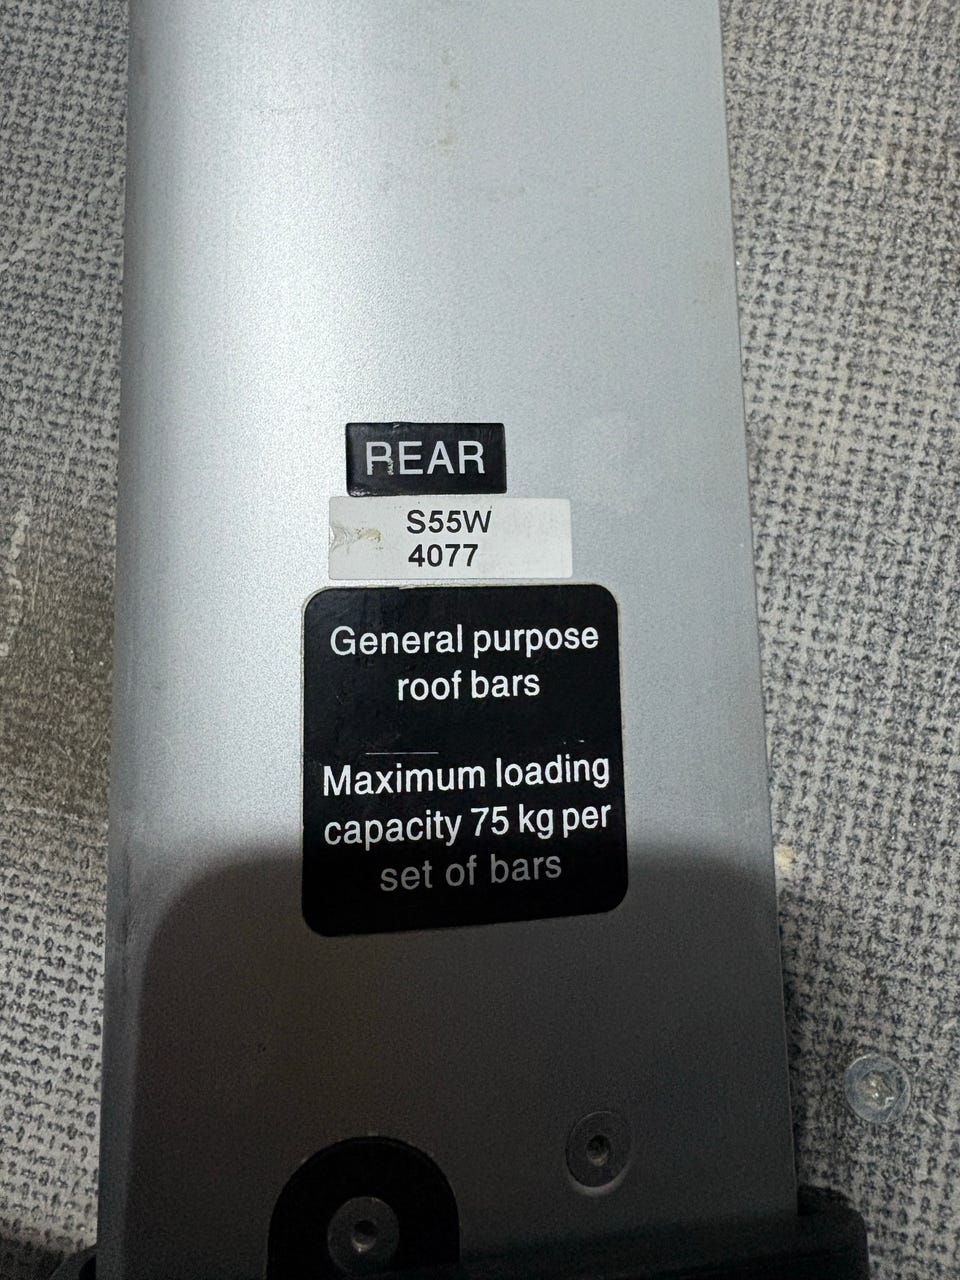 REAR
S55W
4077
General purpose
roof bars
Maximum loading
capacity 75 kg per
set of bars